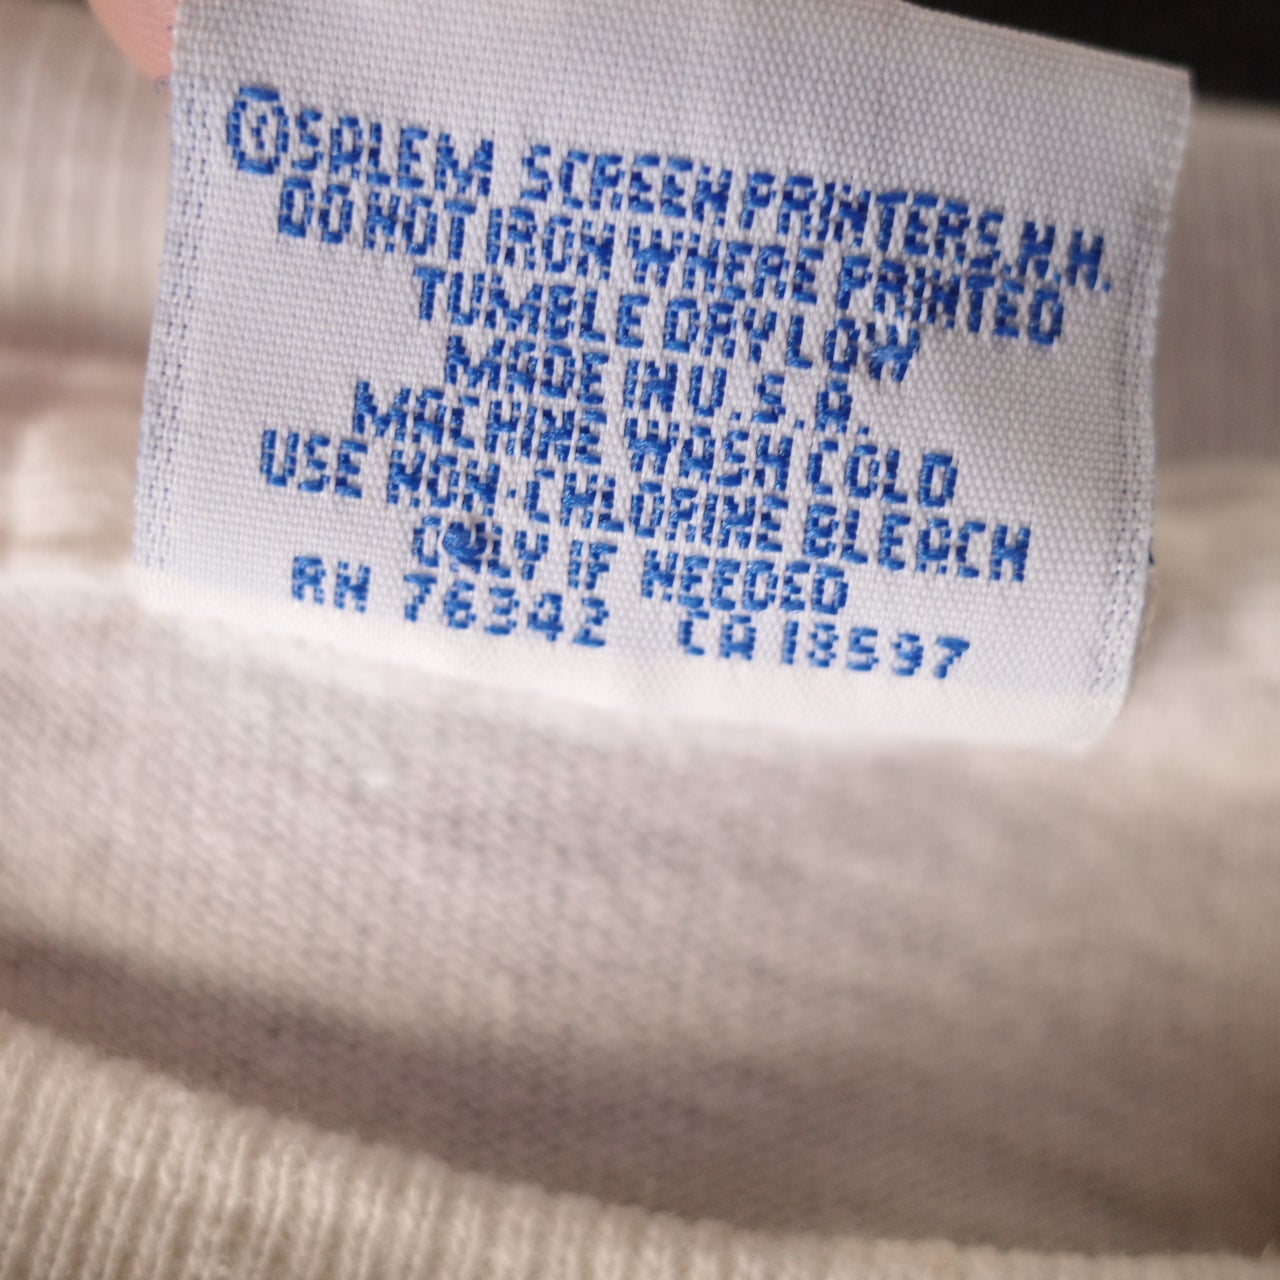 ©SALEM SCREEN PRINTERS, N.H.
DO NOT IRON WHERE PRINTED
TUMBLE DRY LOW
MADE IN U.S.A.
MACHINE WASH COLD
USE NON-CHLORINE BLEACH
ONLY IF NEEDED
RN 76342 CA 18597